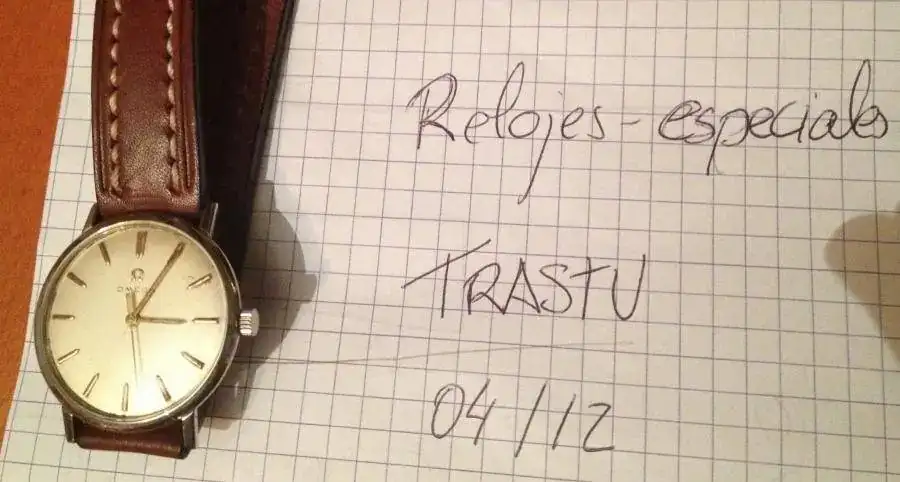 Relojes-especiales
TRASTU
04/12
Ω
OMEGA